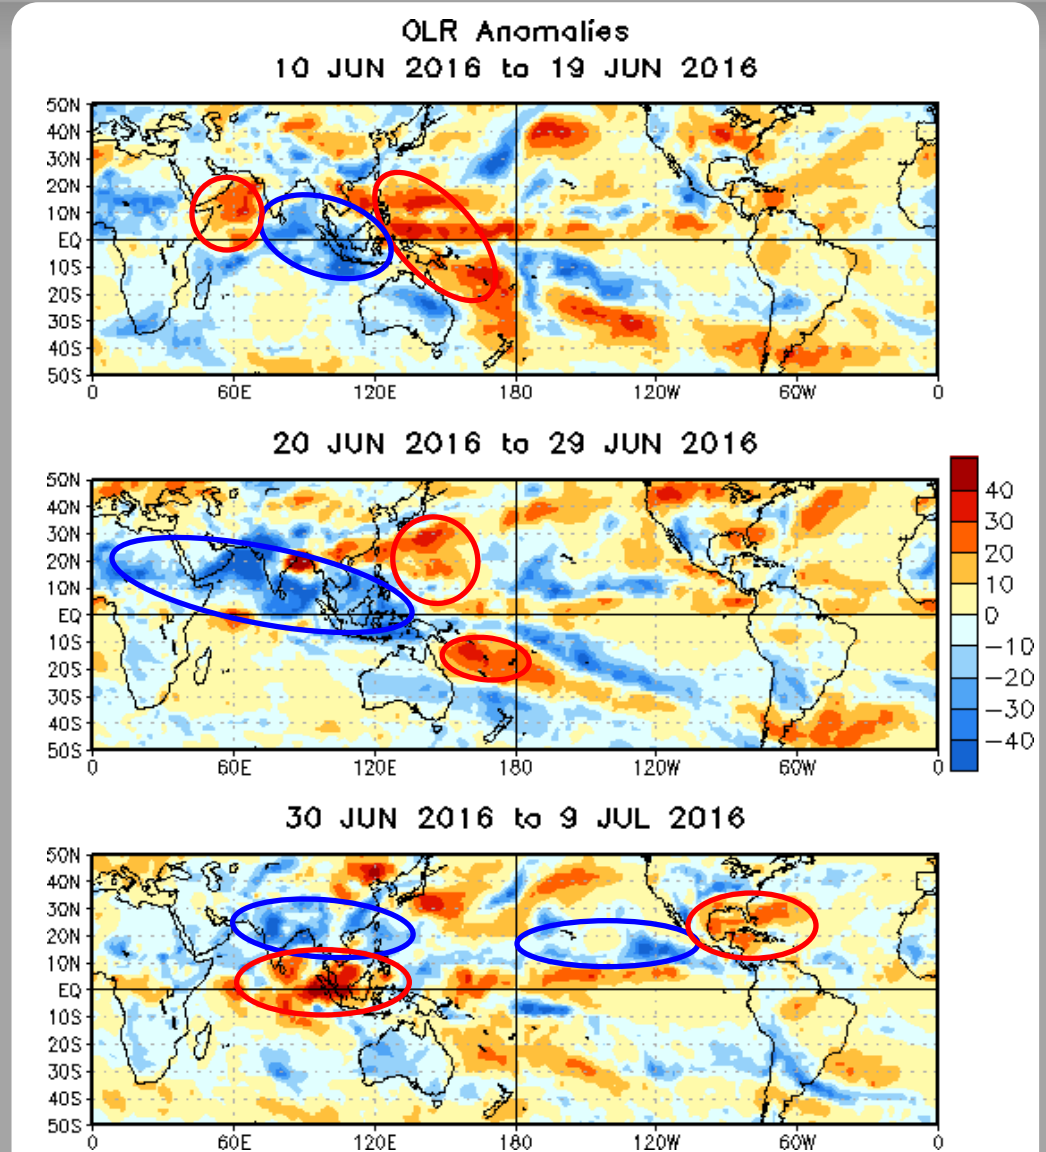 OLR Anomalies
10 JUN 2016 to 19 JUN 2016
50N
40N
30N
20N
10N
EQ
10S
20S
30S
40S
50S
0 60E 120E 180 120W 60W 0
20 JUN 2016 to 29 JUN 2016
50N
40N
30N
20N
10N
EQ
10S
20S
30S
40S
50S
0 60E 120E 180 120W 60W 0
40
30
20
10
0
−10
−20
−30
−40
30 JUN 2016 to 9 JUL 2016
50N
40N
30N
20N
10N
EQ
10S
20S
30S
40S
50S
0 60E 120E 180 120W 60W 0